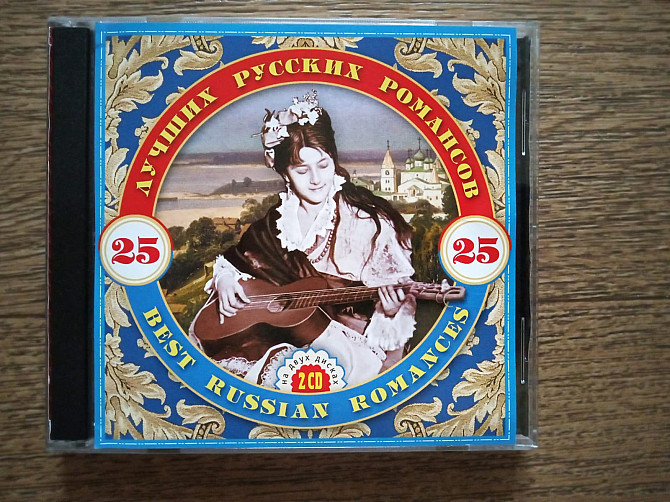 ЛУЧШИХ РУССКИХ РОМАНСОВ
25
25
на двух дисках
2CD
BEST RUSSIAN ROMANCES